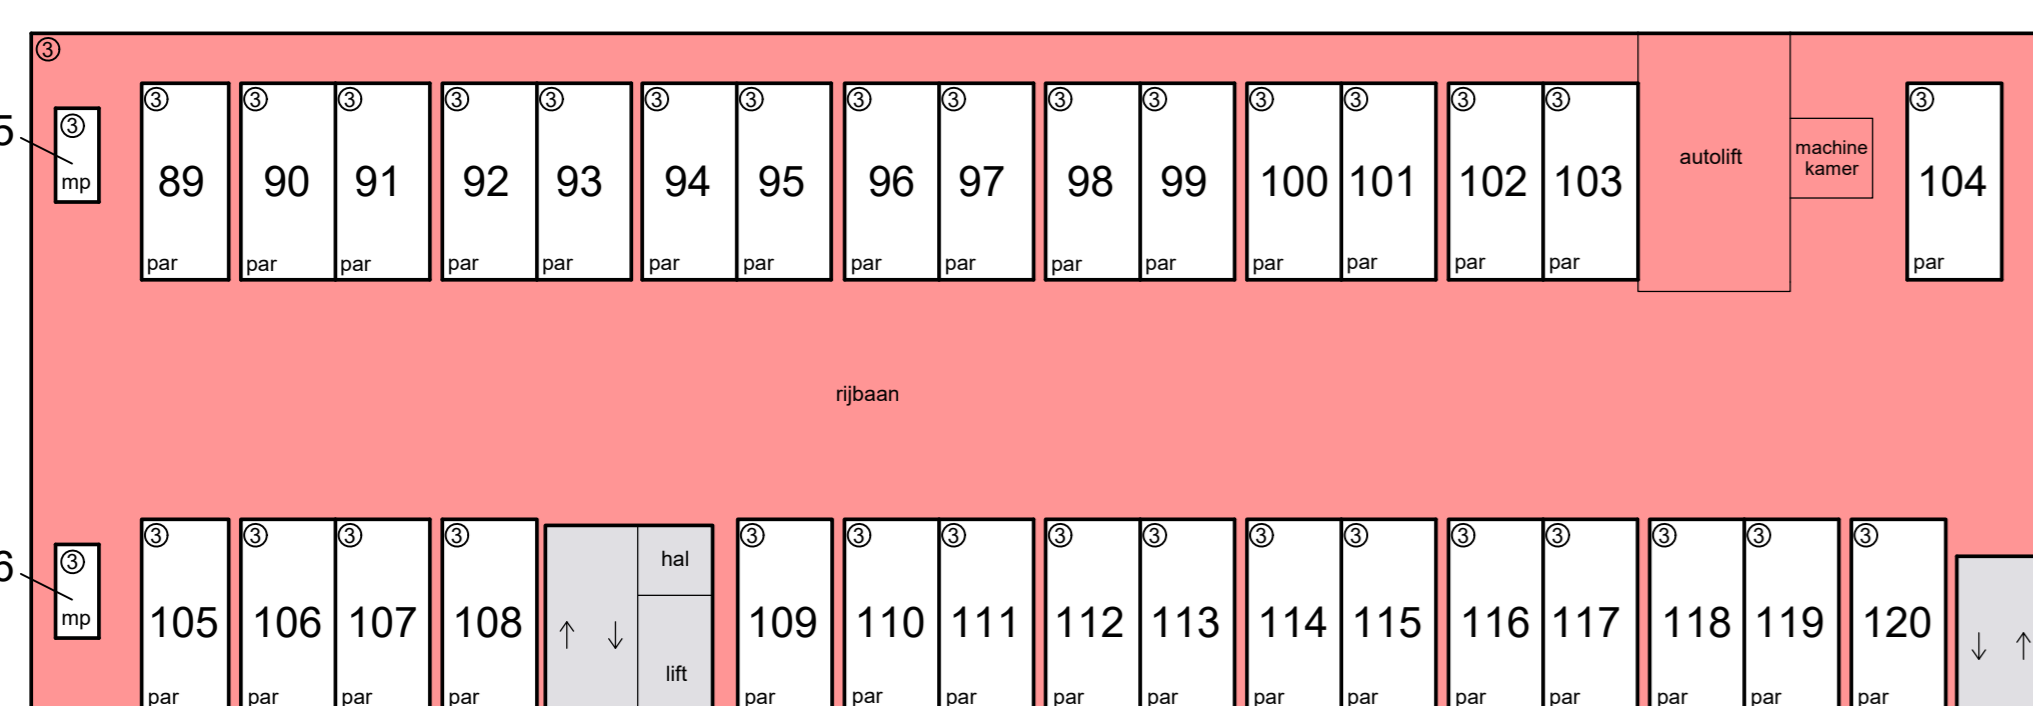 ③
③ ③ ③ ③ ③ ③ ③ ③ ③ ③ ③ ③ ③ ③ ③ ③
5
mp
89 90 91 92 93 94 95 96 97 98 99 100 101 102 103 104
autolift
machine
kamer
par par par par par par par par par par par par par par par par
rijbaan
③ ③ ③ ③ ③ ③ ③ ③ ③ ③ ③ ③ ③ ③ ③ ③
③
6
mp
hal
105 106 107 108 109 110 111 112 113 114 115 116 117 118 119 120
↑ ↓
↓ ↑
lift
par par par par par par par par par par par par par par par par
③